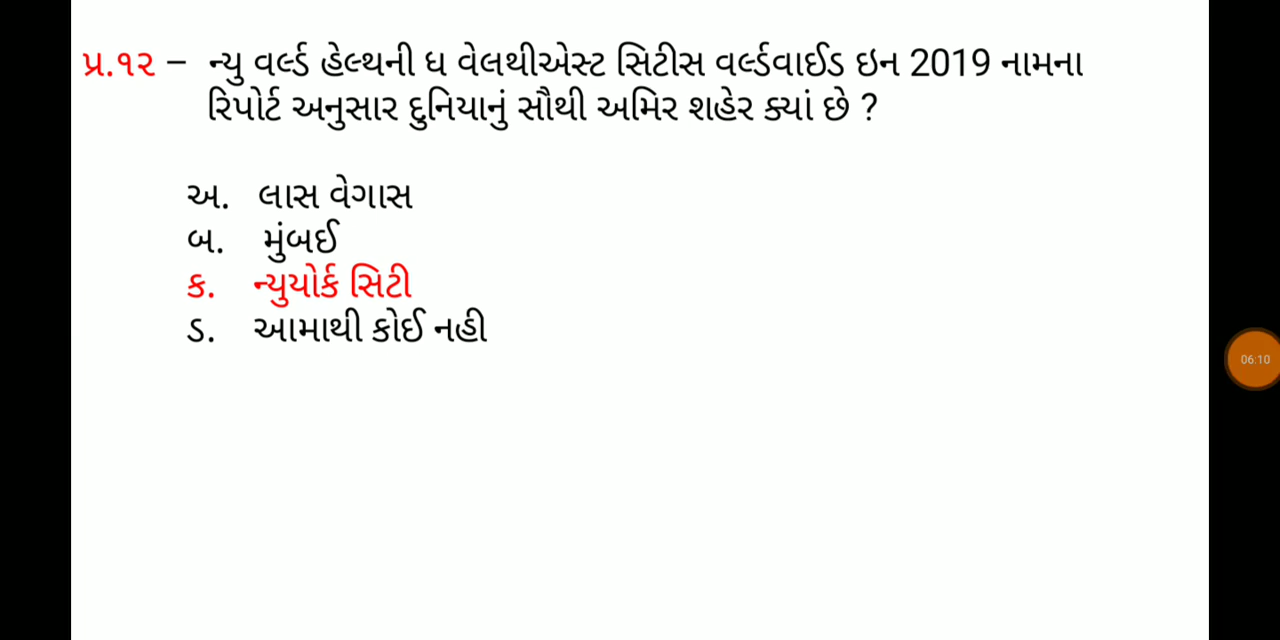 પ્ર.૧૨ – ન્યુ વર્લ્ડ હેલ્થની ધ વેલથીએસ્ટ સિટીસ વર્લ્ડવાઈડ ઇન 2019 નામના
રિપોર્ટ અનુસાર દુનિયાનું સૌથી અમિર શહેર ક્યાં છે ?
અ. લાસ વેગાસ
બ. મુંબઈ
ક. ન્યુયોર્ક સિટી
ડ. આમાથી કોઈ નહી
06:10